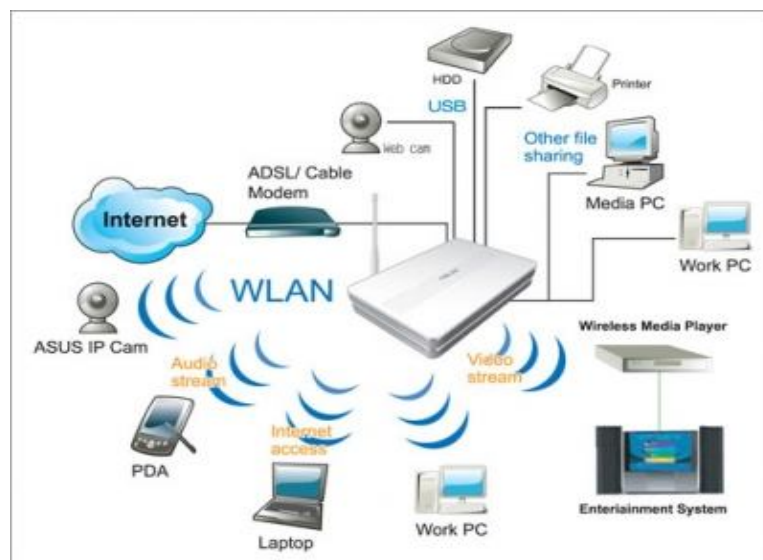 HDD
USB
Printer
Web cam
Other file
sharing
ADSL/ Cable
Modem
Media PC
Internet
Work PC
WLAN
ASUS IP Cam
Wireless Media Player
Audio
stream
Video
stream
Internet
access
PDA
Laptop
Work PC
Enteriainment System